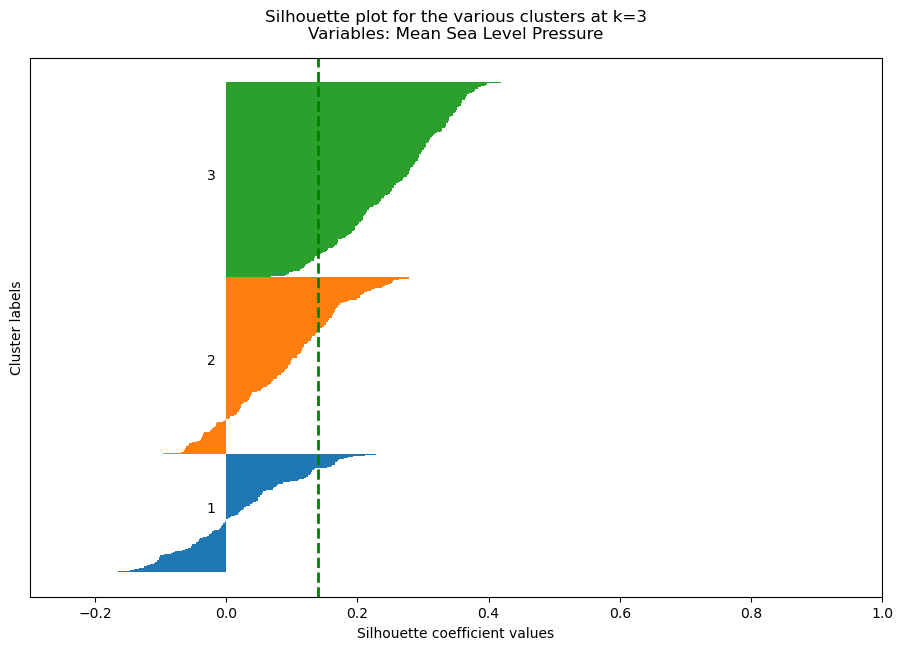 Silhouette plot for the various clusters at k=3
Variables: Mean Sea Level Pressure
3
2
1
Cluster labels
−0.2
0.0
0.2
0.4
0.6
0.8
1.0
Silhouette coefficient values